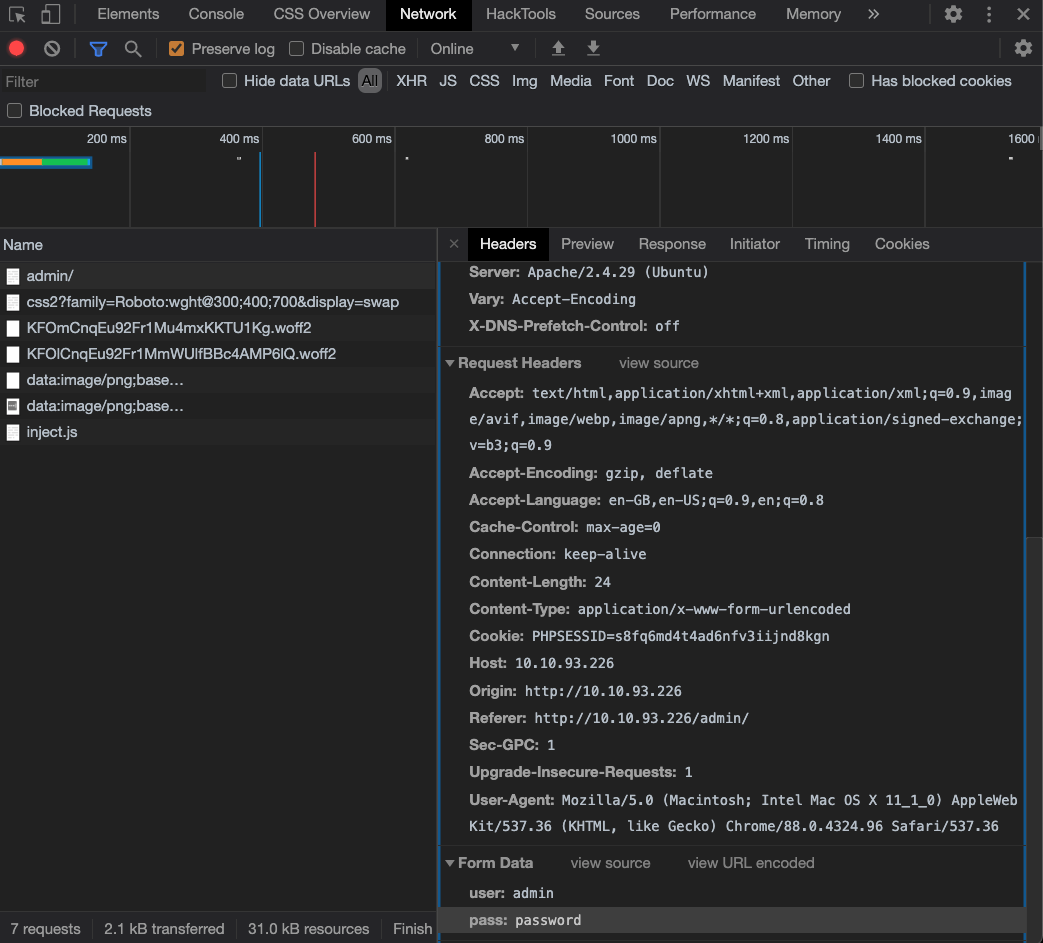 Elements Console CSS Overview Network HackTools Sources Performance Memory »
Preserve log Disable cache Online
Filter Hide data URLs All XHR JS CSS Img Media Font Doc WS Manifest Other Has blocked cookies
Blocked Requests
200 ms 400 ms 600 ms 800 ms 1000 ms 1200 ms 1400 ms 1600
Name
admin/
css2?family=Roboto:wght@300;400;700&display=swap
KFOmCnqEu92Fr1Mu4mxKKTU1Kg.woff2
KFOlCnqEu92Fr1MmWUlfBBc4AMP6lQ.woff2
data:image/png;base…
data:image/png;base…
inject.js
7 requests 2.1 kB transferred 31.0 kB resources Finish
Headers Preview Response Initiator Timing Cookies
Server: Apache/2.4.29 (Ubuntu)
Vary: Accept-Encoding
X-DNS-Prefetch-Control: off
Request Headers view source
Accept: text/html,application/xhtml+xml,application/xml;q=0.9,imag
e/avif,image/webp,image/apng,*/*;q=0.8,application/signed-exchange;
v=b3;q=0.9
Accept-Encoding: gzip, deflate
Accept-Language: en-GB,en-US;q=0.9,en;q=0.8
Cache-Control: max-age=0
Connection: keep-alive
Content-Length: 24
Content-Type: application/x-www-form-urlencoded
Cookie: PHPSESSID=s8fq6md4t4ad6nfv3iijnd8kgn
Host: 10.10.93.226
Origin: http://10.10.93.226
Referer: http://10.10.93.226/admin/
Sec-GPC: 1
Upgrade-Insecure-Requests: 1
User-Agent: Mozilla/5.0 (Macintosh; Intel Mac OS X 11_1_0) AppleWeb
Kit/537.36 (KHTML, like Gecko) Chrome/88.0.4324.96 Safari/537.36
Form Data view source view URL encoded
user: admin
pass: password